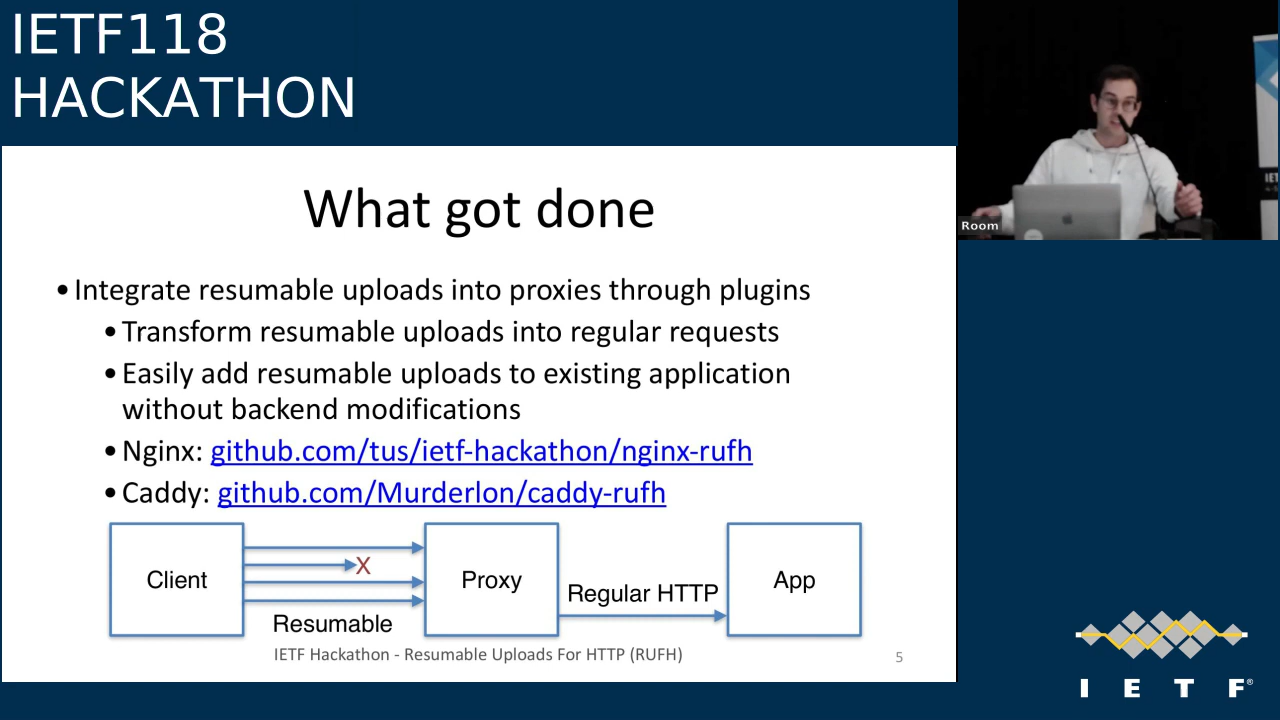 IETF118
HACKATHON
What got done
•Integrate resumable uploads into proxies through plugins
•Transform resumable uploads into regular requests
•Easily add resumable uploads to existing application
without backend modifications
•Nginx: github.com/tus/ietf-hackathon/nginx-rufh
•Caddy: github.com/Murderlon/caddy-rufh
Client
X
Resumable
Proxy
Regular HTTP
App
IETF Hackathon - Resumable Uploads For HTTP (RUFH)
5
Room
IET
I E T F®